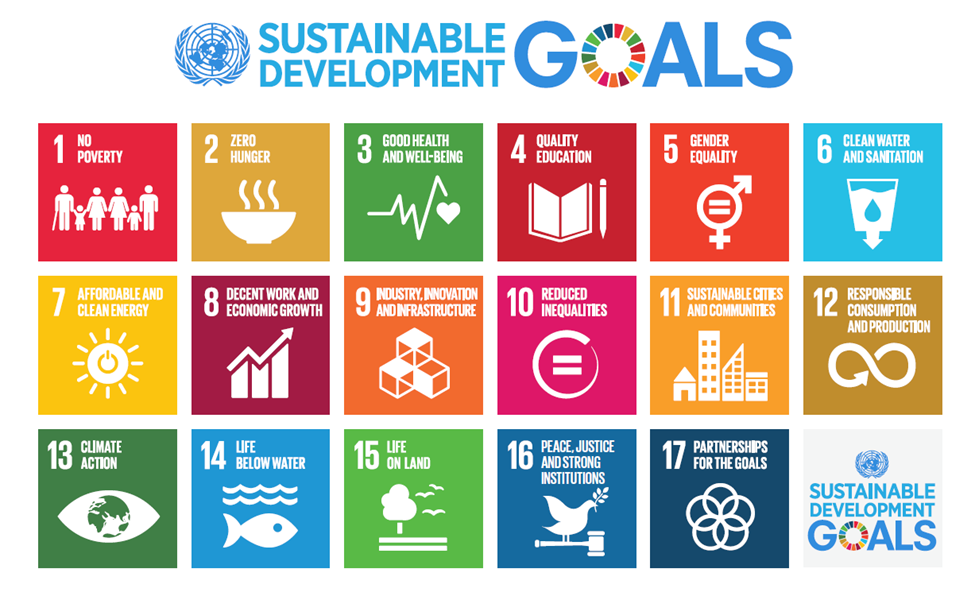 SUSTAINABLE
DEVELOPMENT
GOALS
1 NO
POVERTY
2 ZERO
HUNGER
3 GOOD HEALTH
AND WELL-BEING
4 QUALITY
EDUCATION
5 GENDER
EQUALITY
6 CLEAN WATER
AND SANITATION
7 AFFORDABLE AND
CLEAN ENERGY
8 DECENT WORK AND
ECONOMIC GROWTH
9 INDUSTRY, INNOVATION
AND INFRASTRUCTURE
10 REDUCED
INEQUALITIES
11 SUSTAINABLE CITIES
AND COMMUNITIES
12 RESPONSIBLE
CONSUMPTION
AND PRODUCTION
13 CLIMATE
ACTION
14 LIFE
BELOW WATER
15 LIFE
ON LAND
16 PEACE, JUSTICE
AND STRONG
INSTITUTIONS
17 PARTNERSHIPS
FOR THE GOALS
SUSTAINABLE
DEVELOPMENT
GOALS